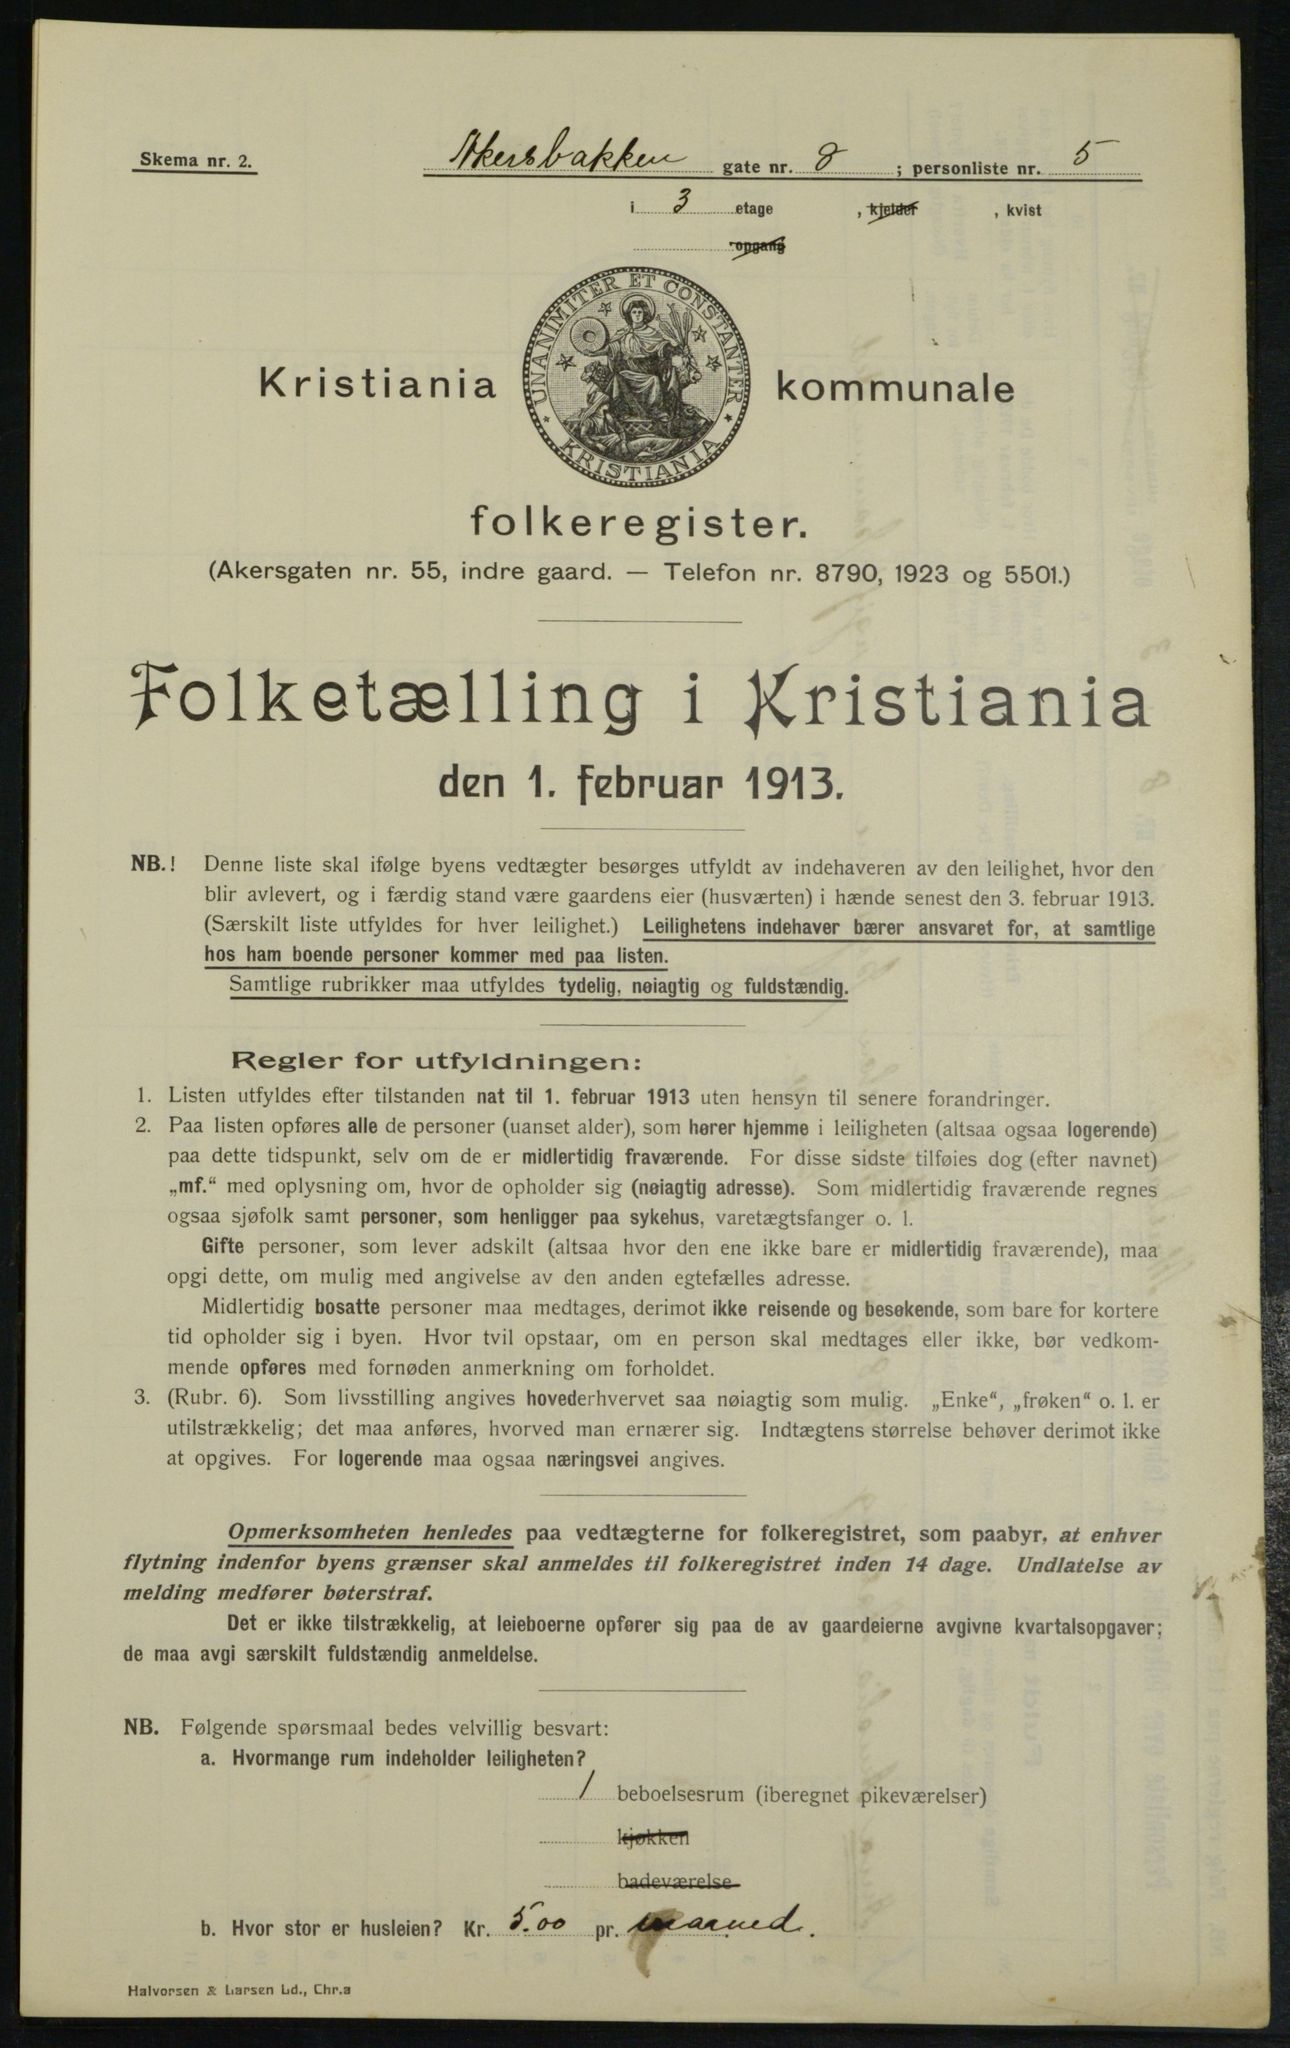 Skema nr. 2.
Akersbakken gate nr. 8 ; personliste nr. 5
i 3 etage , kjelder , kvist
opgang
UNANIMITER ET CONSTANTER
KRISTIANIA
Kristiania kommunale
folkeregister.
(Akersgaten nr. 55, indre gaard. — Telefon nr. 8790, 1923 og 5501.)
Folketælling i Kristiania
den 1. februar 1913.
NB.! Denne liste skal ifølge byens vedtægter besørges utfyldt av indehaveren av den leilighet, hvor den
blir avlevert, og i færdig stand være gaardens eier (husværten) i hænde senest den 3. februar 1913.
(Særskilt liste utfyldes for hver leilighet.) Leilighetens indehaver bærer ansvaret for, at samtlige
hos ham boende personer kommer med paa listen.
Samtlige rubrikker maa utfyldes tydelig, nøiagtig og fuldstændig.
Regler for utfyldningen:
1. Listen utfyldes efter tilstanden nat til 1. februar 1913 uten hensyn til senere forandringer.
2. Paa listen opføres alle de personer (uanset alder), som hører hjemme i leiligheten (altsaa ogsaa logerende)
paa dette tidspunkt, selv om de er midlertidig fraværende. For disse sidste tilføies dog (efter navnet)
„mf.“ med oplysning om, hvor de opholder sig (nøiagtig adresse). Som midlertidig fraværende regnes
ogsaa sjøfolk samt personer, som henligger paa sykehus, varetægtsfanger o. l.
Gifte personer, som lever adskilt (altsaa hvor den ene ikke bare er midlertidig fraværende), maa
opgi dette, om mulig med angivelse av den anden egtefælles adresse.
Midlertidig bosatte personer maa medtages, derimot ikke reisende og besøkende, som bare for kortere
tid opholder sig i byen. Hvor tvil opstaar, om en person skal medtages eller ikke, bør vedkom-
mende opføres med fornøden anmerkning om forholdet.
3. (Rubr. 6). Som livsstilling angives hovederhvervet saa nøiagtig som mulig. „Enke“, „frøken“ o. l. er
utilstrækkelig; det maa anføres, hvorved man ernærer sig. Indtægtens størrelse behøver derimot ikke
at opgives. For logerende maa ogsaa næringsvei angives.
Opmerksomheten henledes paa vedtægterne for folkeregistret, som paabyr, at enhver
flytning indenfor byens grænser skal anmeldes til folkeregistret inden 14 dage. Undlatelse av
melding medfører bøterstraf.
Det er ikke tilstrækkelig, at leieboerne opfører sig paa de av gaardeierne avgivne kvartalsopgaver;
de maa avgi særskilt fuldstændig anmeldelse.
NB. Følgende spørsmaal bedes velvillig besvart:
a. Hvormange rum indeholder leiligheten?
1 beboelsesrum (iberegnet pikeværelser)
kjøkken
badeværelse
b. Hvor stor er husleien? Kr. 5.00 pr. maaned.
Halvorsen & Larsen Ld., Chr.a